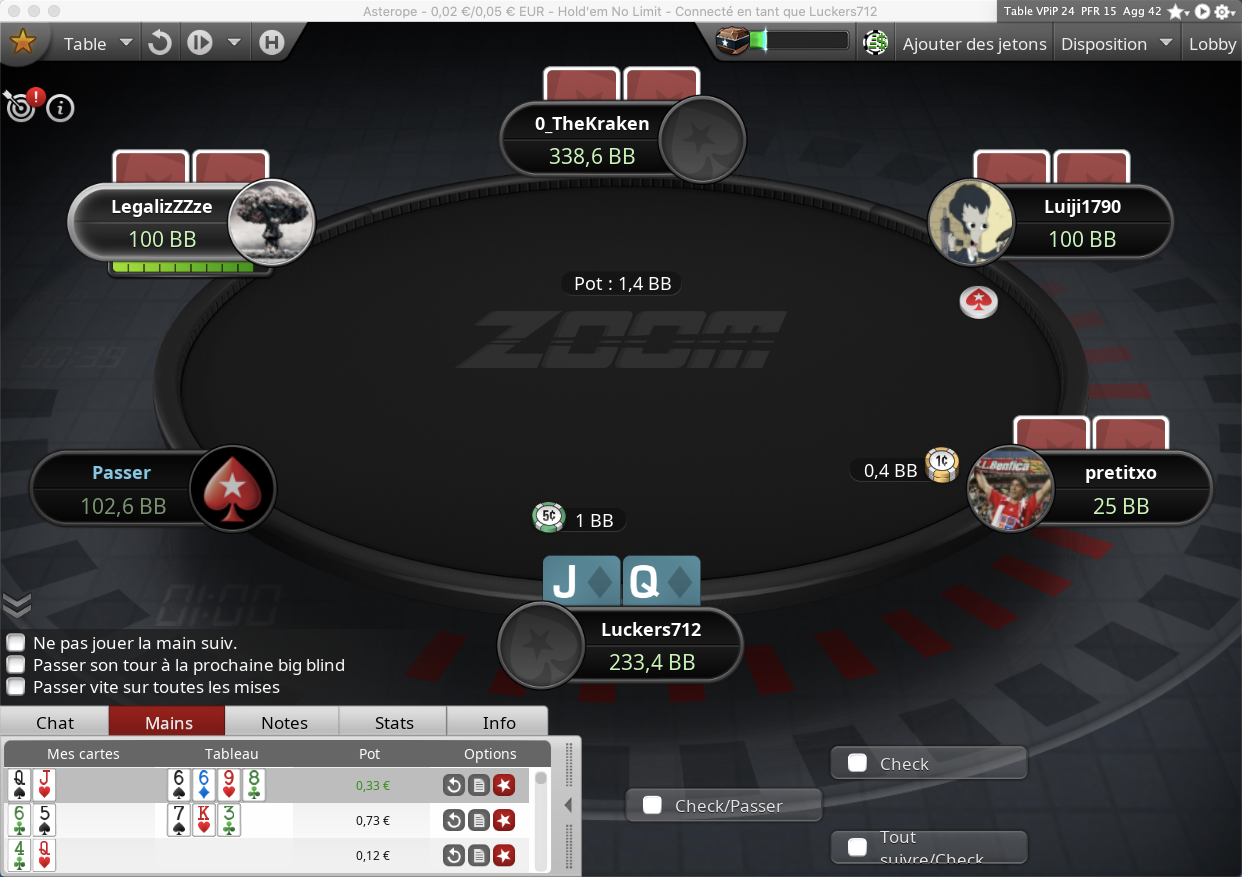 Asterope - 0,02 €/0,05 € EUR - Hold'em No Limit - Connecté en tant que Luckers712
Table VPiP 24 PFR 15 Agg 42
Table
H
$
Ajouter des jetons
Disposition
Lobby
!
i
0_TheKraken
338,6 BB
LegalizZZze
100 BB
Luiji1790
100 BB
Pot : 1,4 BB
ZOOM
Passer
102,6 BB
0,4 BB
1¢
Benfica
pretitxo
25 BB
5¢
1 BB
J
Q
01:00
Luckers712
233,4 BB
Ne pas jouer la main suiv.
Passer son tour à la prochaine big blind
Passer vite sur toutes les mises
Chat
Mains
Notes
Stats
Info
Mes cartes
Tableau
Pot
Options
Q J 6 6 9 8 0,33 €
6 5 7 K 3 0,73 €
4 Q 0,12 €
Check
Check/Passer
Tout
suivre/Check